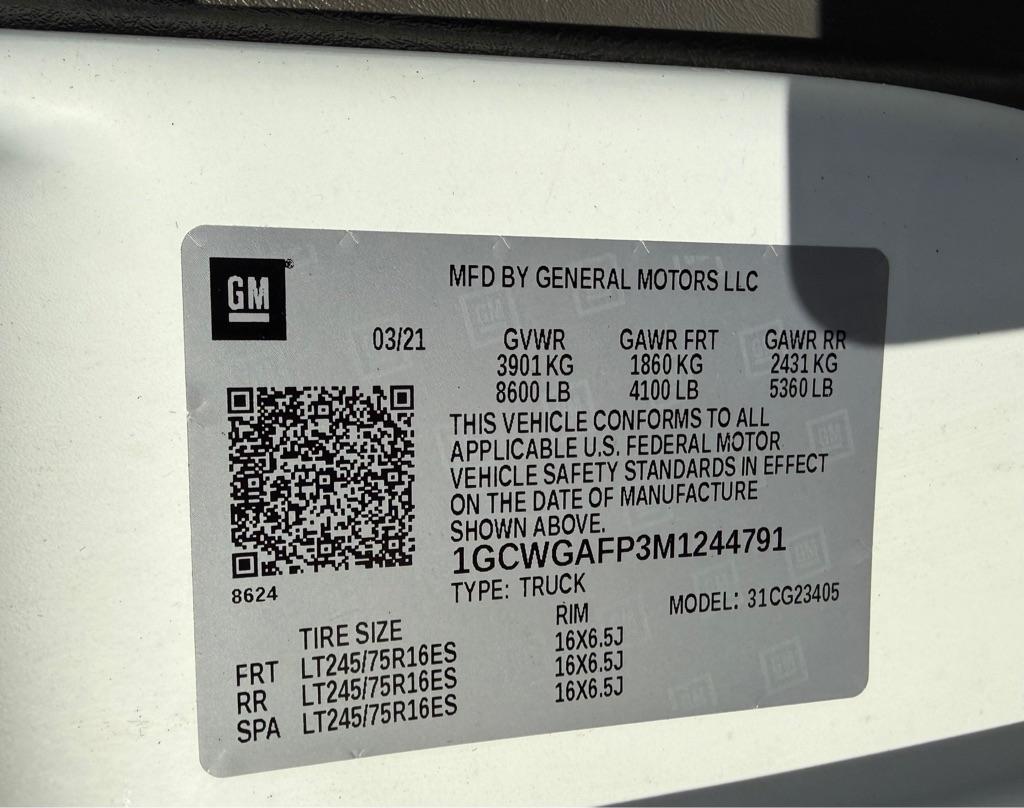 GM
MFD BY GENERAL MOTORS LLC
03/21 GVWR GAWR FRT GAWR RR
3901 KG 1860 KG 2431 KG
8600 LB 4100 LB 5360 LB
THIS VEHICLE CONFORMS TO ALL
APPLICABLE U.S. FEDERAL MOTOR
VEHICLE SAFETY STANDARDS IN EFFECT
ON THE DATE OF MANUFACTURE
SHOWN ABOVE.
1GCWGAFP3M1244791
8624
TYPE: TRUCK MODEL: 31CG23405
TIRE SIZE RIM
FRT LT245/75R16ES 16X6.5J
RR LT245/75R16ES 16X6.5J
SPA LT245/75R16ES 16X6.5J